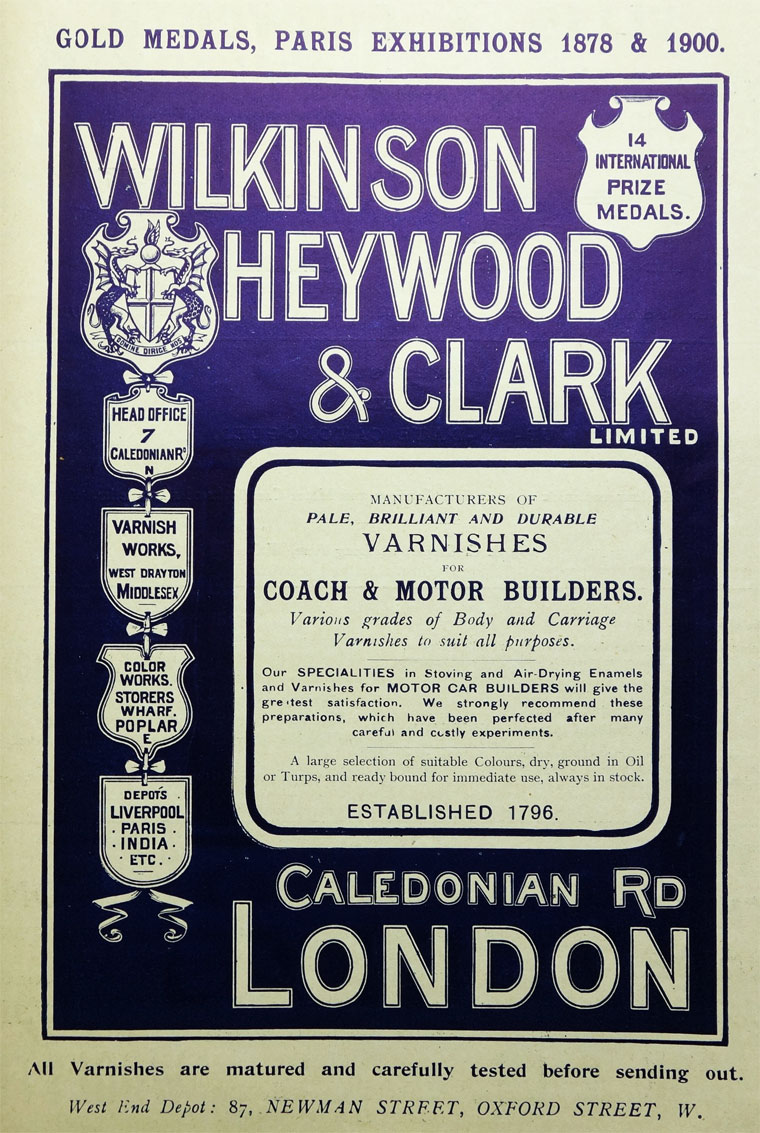 GOLD MEDALS, PARIS EXHIBITIONS 1878 & 1900.
WILKINSON
HEYWOOD
& CLARK
LIMITED
14
INTERNATIONAL
PRIZE
MEDALS.
DOMINE DIRIGE NOS
HEAD OFFICE
7
CALEDONIAN RD
N
VARNISH
WORKS,
WEST DRAYTON
MIDDLESEX
COLOR
WORKS.
STORERS
WHARF.
POPLAR
E
DEPOTS
LIVERPOOL
· PARIS ·
· INDIA ·
· ETC. ·
MANUFACTURERS OF
PALE, BRILLIANT AND DURABLE
VARNISHES
FOR
COACH & MOTOR BUILDERS.
Various grades of Body and Carriage
Varnishes to suit all purposes.
Our SPECIALITIES in Stoving and Air-Drying Enamels
and Varnishes for MOTOR CAR BUILDERS will give the
greatest satisfaction. We strongly recommend these
preparations, which have been perfected after many
careful and costly experiments.
A large selection of suitable Colours, dry, ground in Oil
or Turps, and ready bound for immediate use, always in stock.
ESTABLISHED 1796.
CALEDONIAN RD
LONDON
All Varnishes are matured and carefully tested before sending out.
West End Depot: 87, NEWMAN STREET, OXFORD STREET, W.